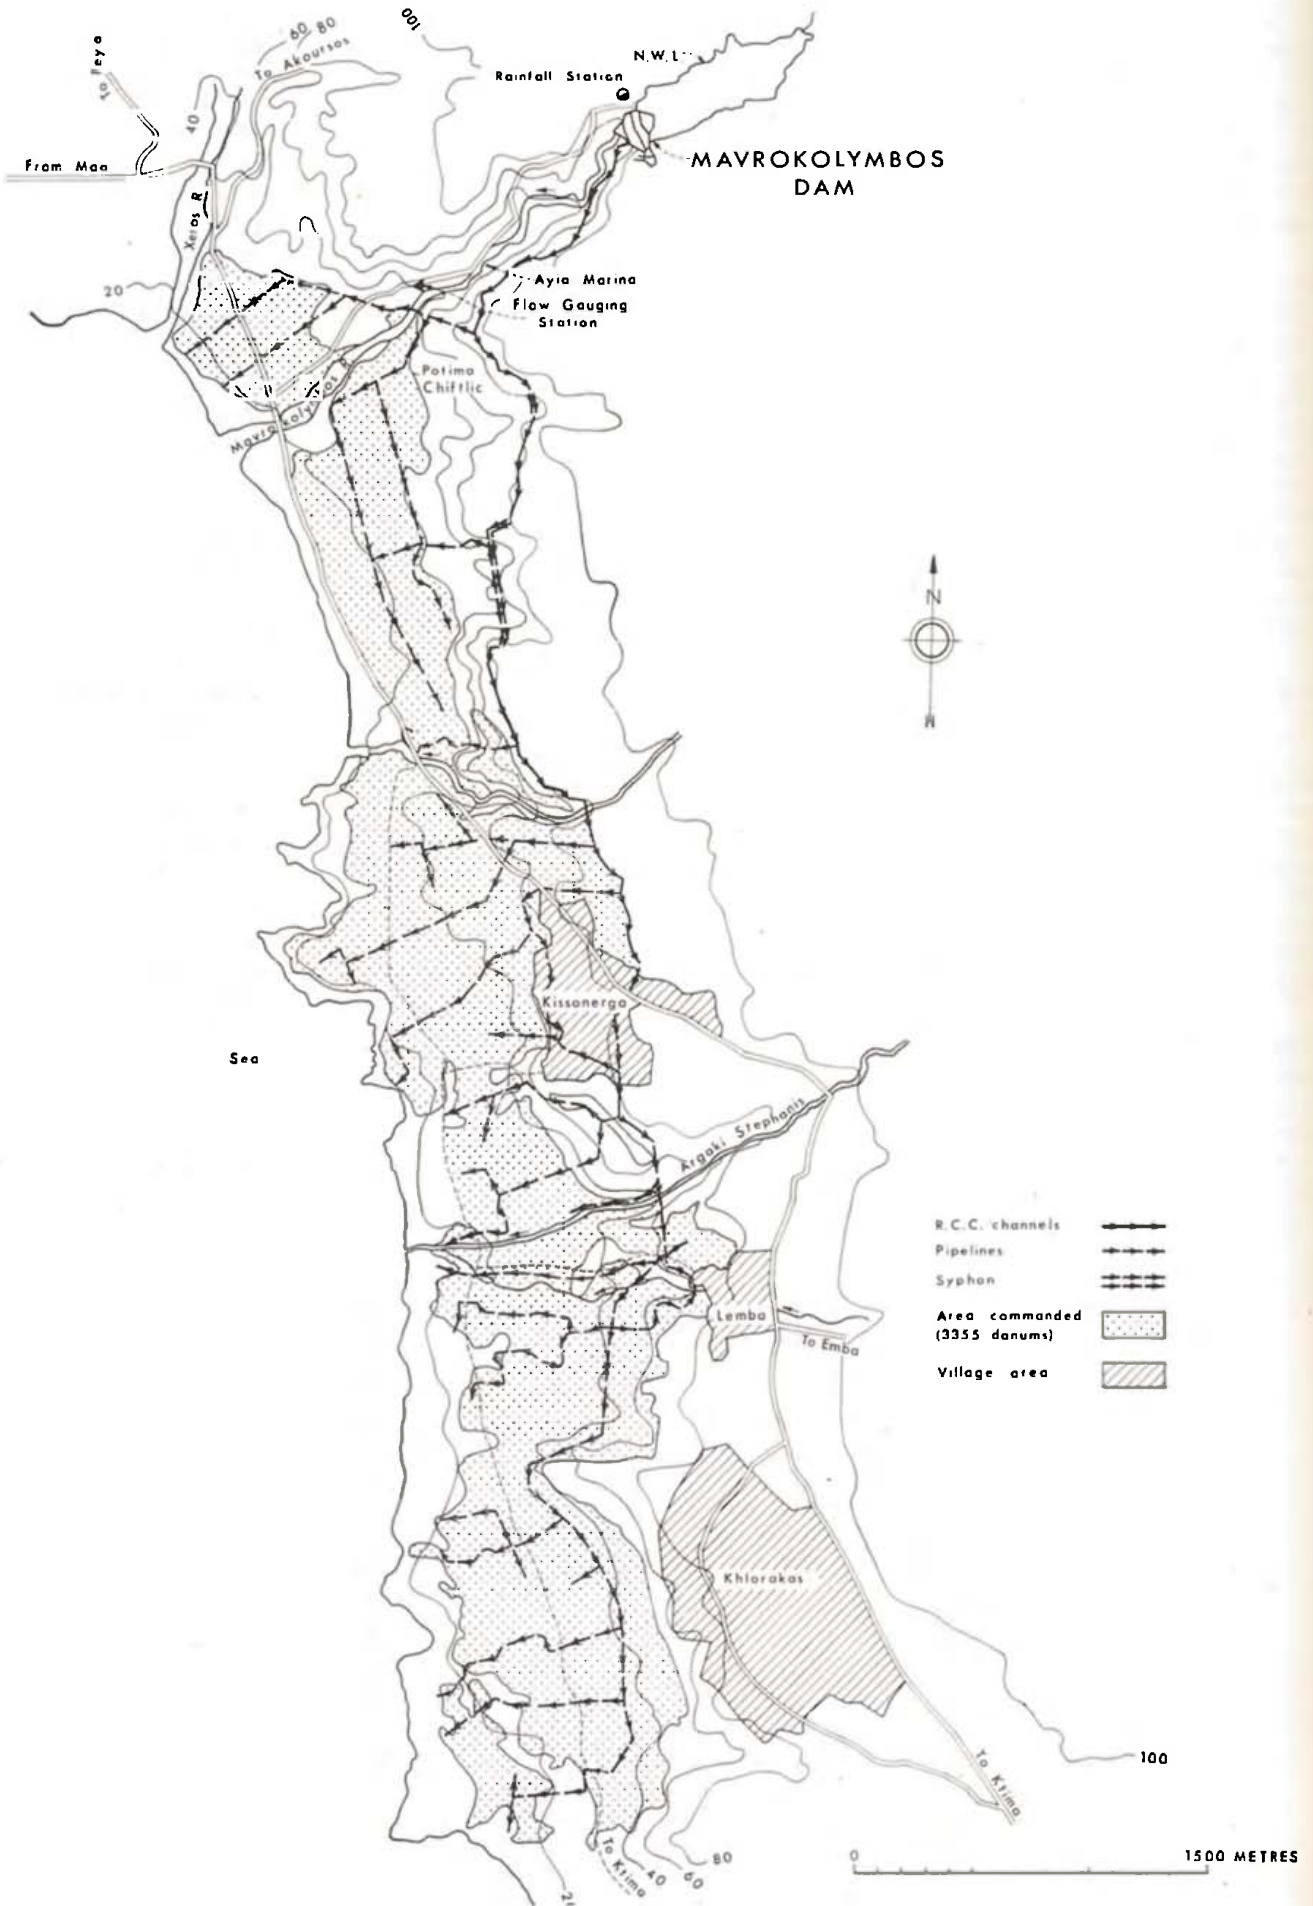 100
60
80
To Akoursos
To Peya
N.W.L
Rainfall Station
40
From Maa
MAVROKOLYMBOS
DAM
Xeros R
20
Ayia Marina
Flow Gauging
Station
Potima
Chiftlic
N
Kissonerga
Sea
Argaki Stephanis
R.C.C. channels
Pipelines
Syphon
Area commanded
(3355 danums)
Village area
Lemba
To Emba
Khlorakas
To Ktima
100
0
1500 METRES
To Ktima
80
60
40